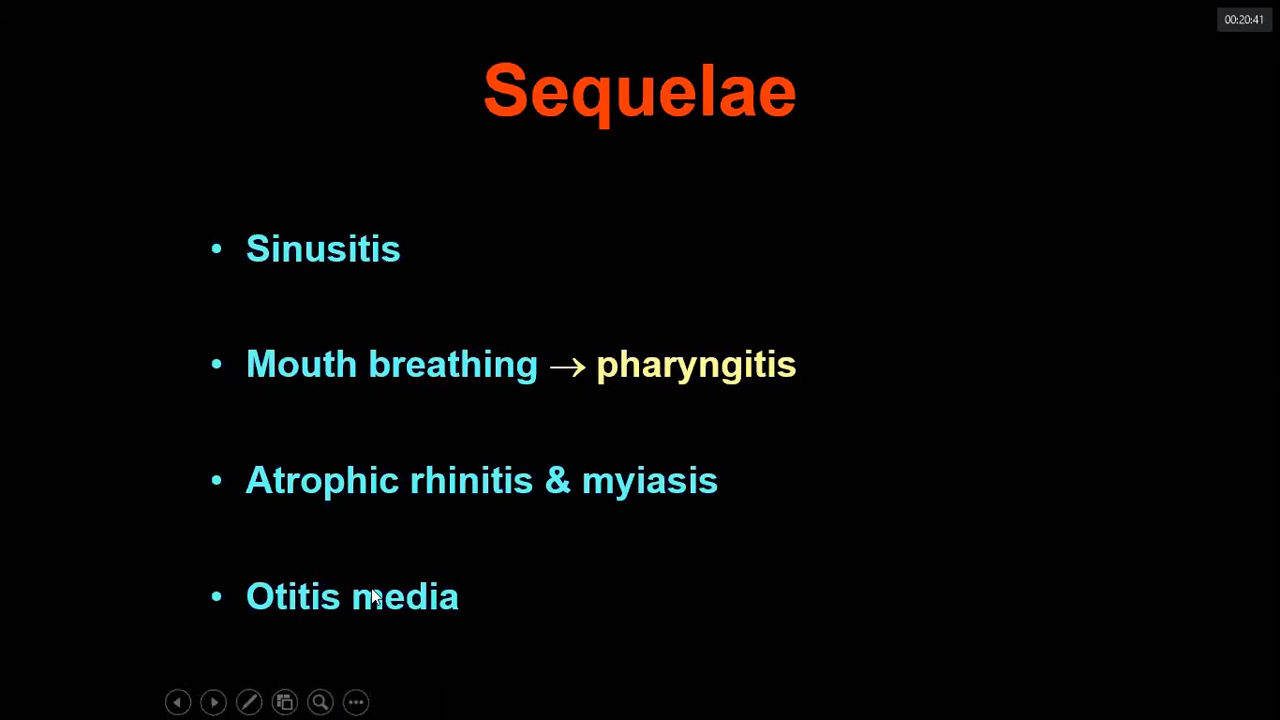 00:20:41
Sequelae
• Sinusitis
• Mouth breathing → pharyngitis
• Atrophic rhinitis & myiasis
• Otitis media